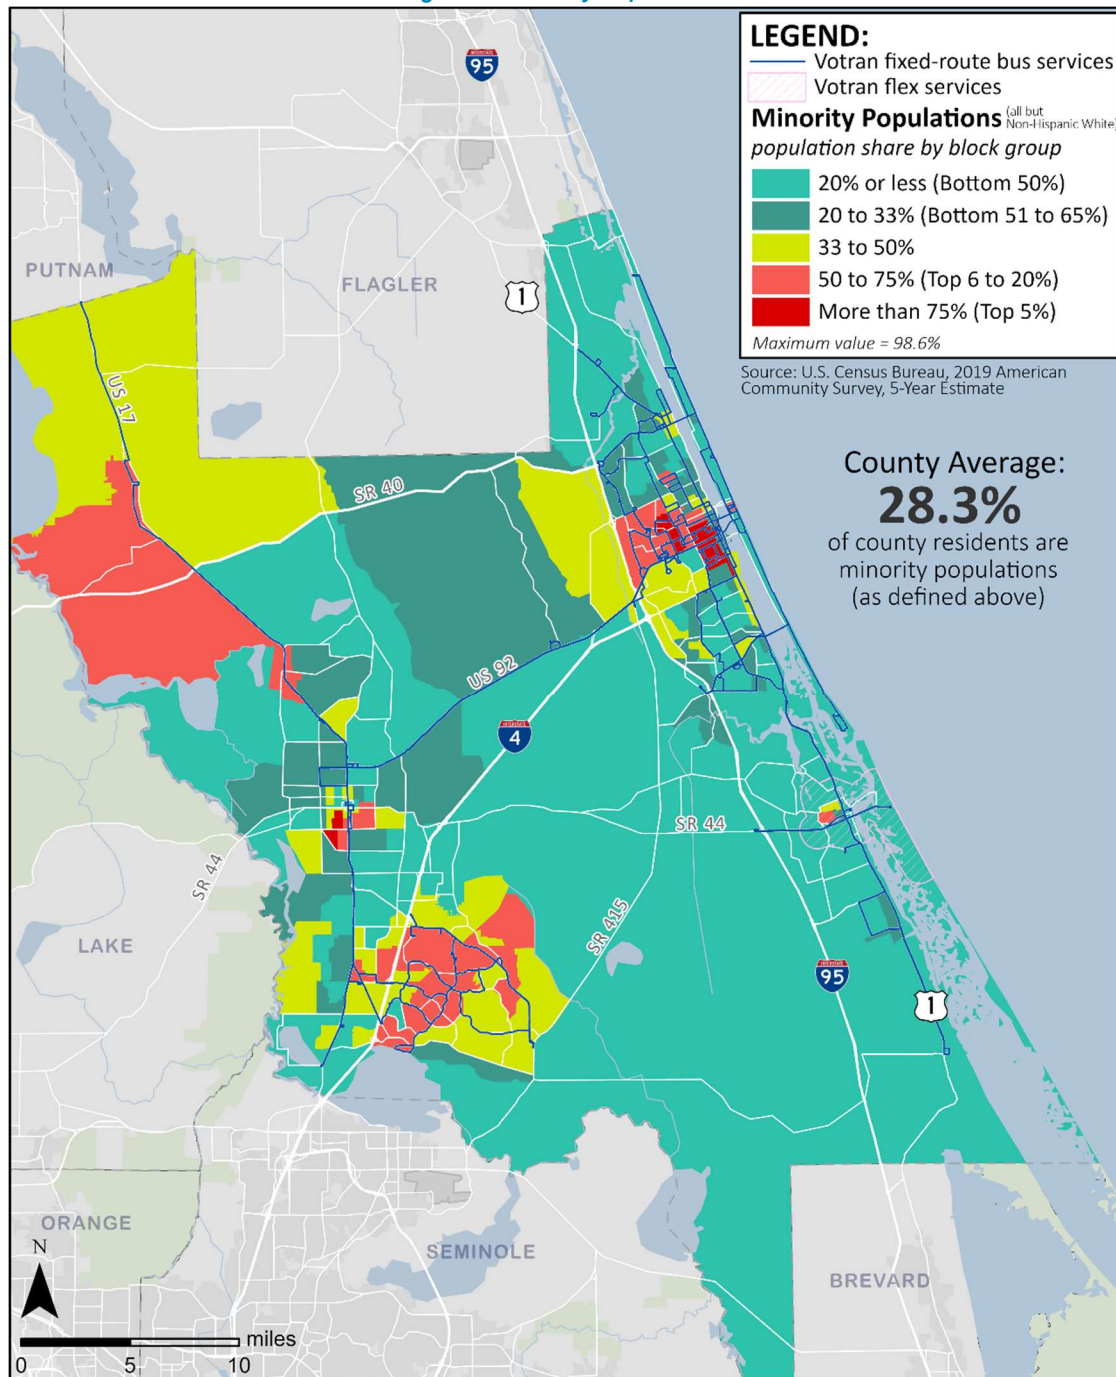 LEGEND:
Votran fixed-route bus services
Votran flex services
Minority Populations (all but Non-Hispanic White)
population share by block group
20% or less (Bottom 50%)
20 to 33% (Bottom 51 to 65%)
33 to 50%
50 to 75% (Top 6 to 20%)
More than 75% (Top 5%)
Maximum value = 98.6%
Source: U.S. Census Bureau, 2019 American
Community Survey, 5-Year Estimate
County Average:
28.3%
of county residents are
minority populations
(as defined above)
INTERSTATE
95
PUTNAM
FLAGLER
1
US 17
SR 40
US 92
INTERSTATE
4
SR 44
SR 44
SR 415
LAKE
INTERSTATE
95
1
ORANGE
SEMINOLE
BREVARD
N
miles
0 5 10